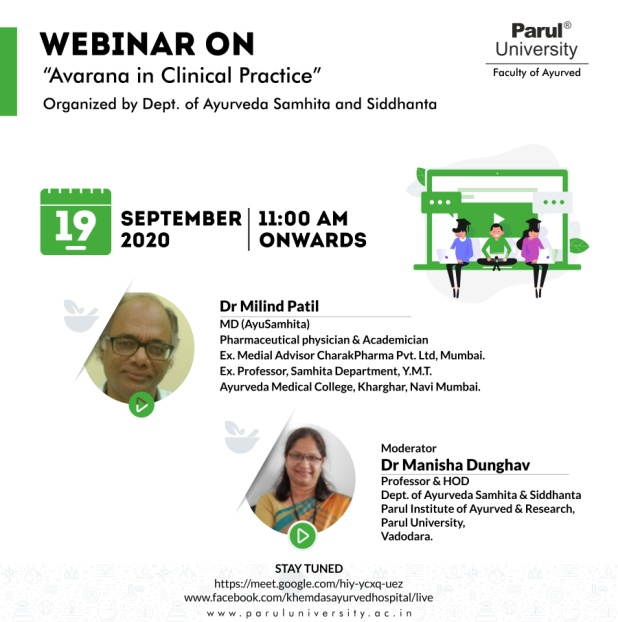 WEBINAR ON
“Avarana in Clinical Practice”
Organized by Dept. of Ayurveda Samhita and Siddhanta
Parul®
University
Faculty of Ayurved
19
SEPTEMBER
2020
11:00 AM
ONWARDS
Dr Milind Patil
MD (AyuSamhita)
Pharmaceutical physician & Academician
Ex. Medial Advisor CharakPharma Pvt. Ltd, Mumbai.
Ex. Professor, Samhita Department, Y.M.T.
Ayurveda Medical College, Kharghar, Navi Mumbai.
Moderator
Dr Manisha Dunghav
Professor & HOD
Dept. of Ayurveda Samhita & Siddhanta
Parul Institute of Ayurved & Research,
Parul University,
Vadodara.
STAY TUNED
https://meet.google.com/hiy-ycxq-uez
www.facebook.com/khemdasayurvedhospital/live
www.paruluniversity.ac.in